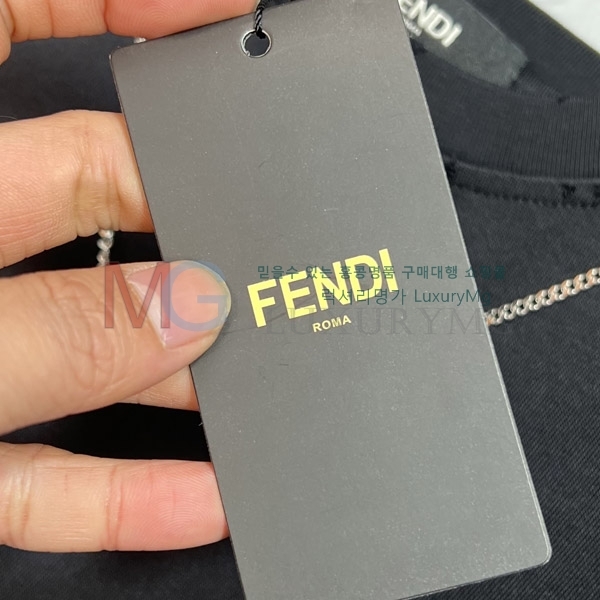 FENDI
믿을수 있는 홍콩명품 구매대행 쇼핑몰
럭셔리명가 LuxuryMg
FENDI
ROMA
MG LUXURYM